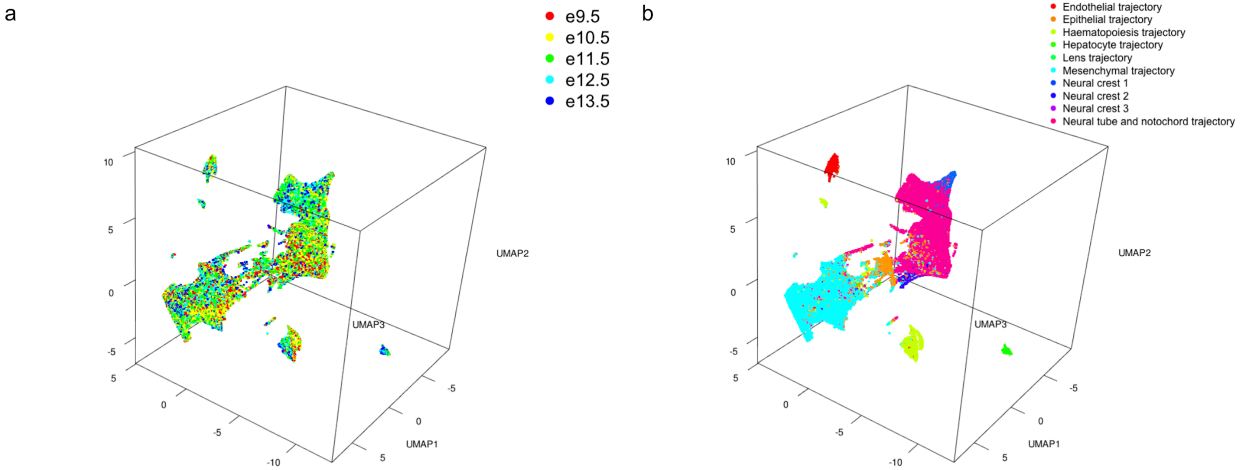 a
e9.5
e10.5
e11.5
e12.5
e13.5
10
5
0
-5
5
0
-5
-10
5
0
-5
UMAP1
UMAP2
UMAP3
b
Endothelial trajectory
Epithelial trajectory
Haematopoiesis trajectory
Hepatocyte trajectory
Lens trajectory
Mesenchymal trajectory
Neural crest 1
Neural crest 2
Neural crest 3
Neural tube and notochord trajectory
10
5
0
-5
5
0
-5
-10
5
0
-5
UMAP1
UMAP2
UMAP3